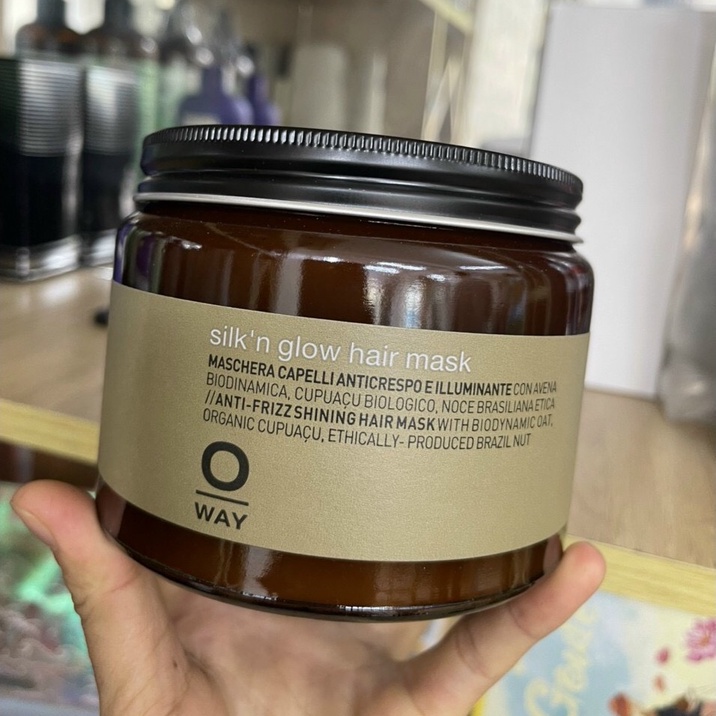 silk'n glow hair mask
MASCHERA CAPELLI ANTICRESPO E ILLUMINANTE CON AVENA
BIODINAMICA, CUPUAÇU BIOLOGICO, NOCE BRASILIANA ETICA
//ANTI-FRIZZ SHINING HAIR MASK WITH BIODYNAMIC OAT,
ORGANIC CUPUAÇU, ETHICALLY- PRODUCED BRAZIL NUT
O
WAY